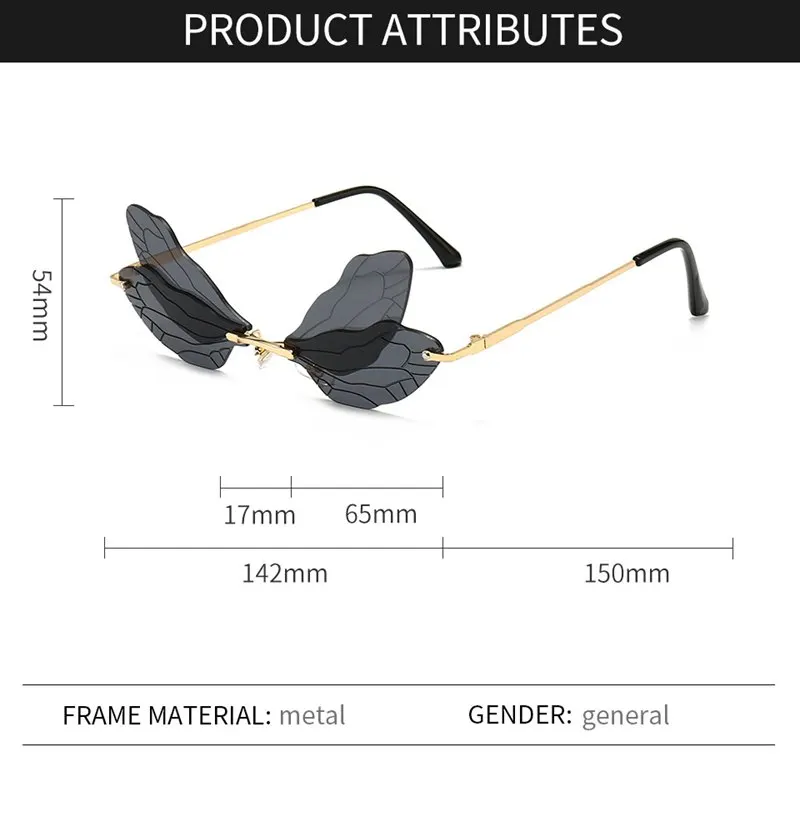 PRODUCT ATTRIBUTES
54mm
17mm 65mm
142mm 150mm
FRAME MATERIAL: metal GENDER: general